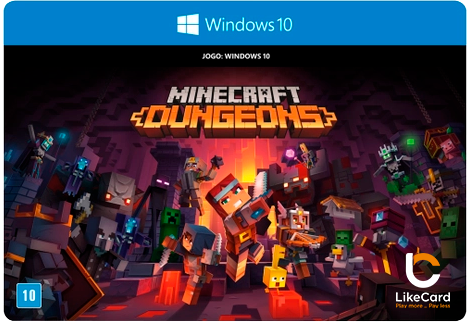 Windows 10
JOGO: WINDOWS 10
MINECRAFT
DUNGEONS
10
LikeCard
Play more .. Pay less